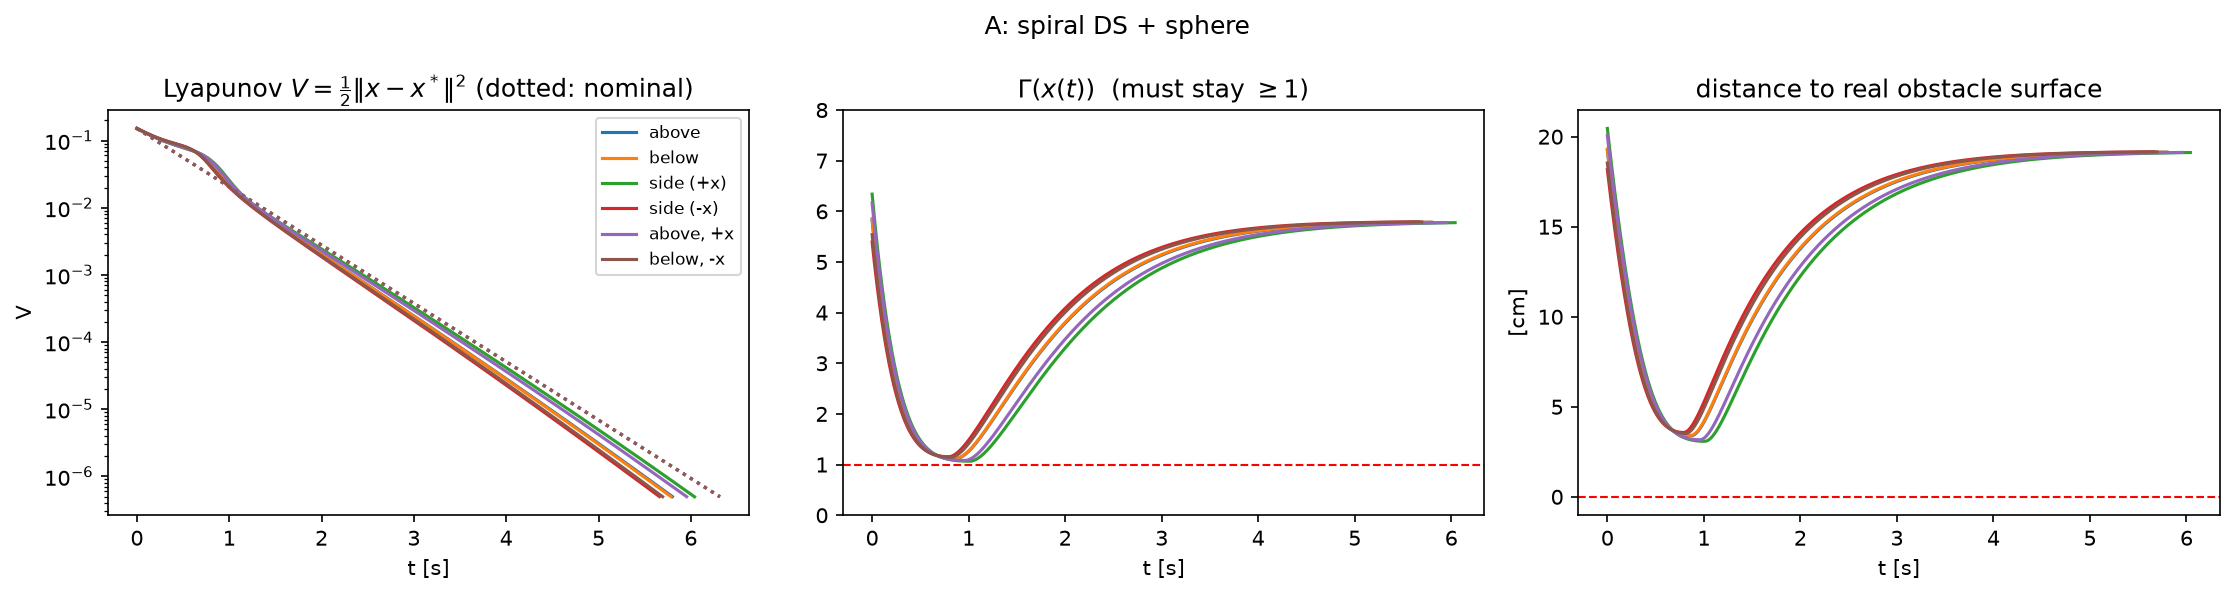 A: spiral DS + sphere
Lyapunov V = ½‖x − x*‖² (dotted: nominal)
V
10⁻¹
10⁻²
10⁻³
10⁻⁴
10⁻⁵
10⁻⁶
above
below
side (+x)
side (-x)
above, +x
below, -x
0 1 2 3 4 5 6
t [s]
Γ(x(t)) (must stay ≥ 1)
8
7
6
5
4
3
2
1
0
0 1 2 3 4 5 6
t [s]
distance to real obstacle surface
[cm]
20
15
10
5
0
0 1 2 3 4 5 6
t [s]